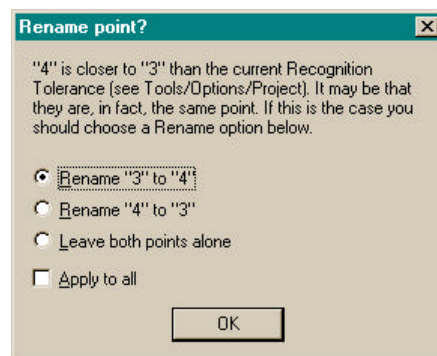 Rename point?
"4" is closer to "3" than the current Recognition
Tolerance (see Tools/Options/Project). It may be that
they are, in fact, the same point. If this is the case you
should choose a Rename option below.
Rename "3" to "4"
Rename "4" to "3"
Leave both points alone
Apply to all
OK